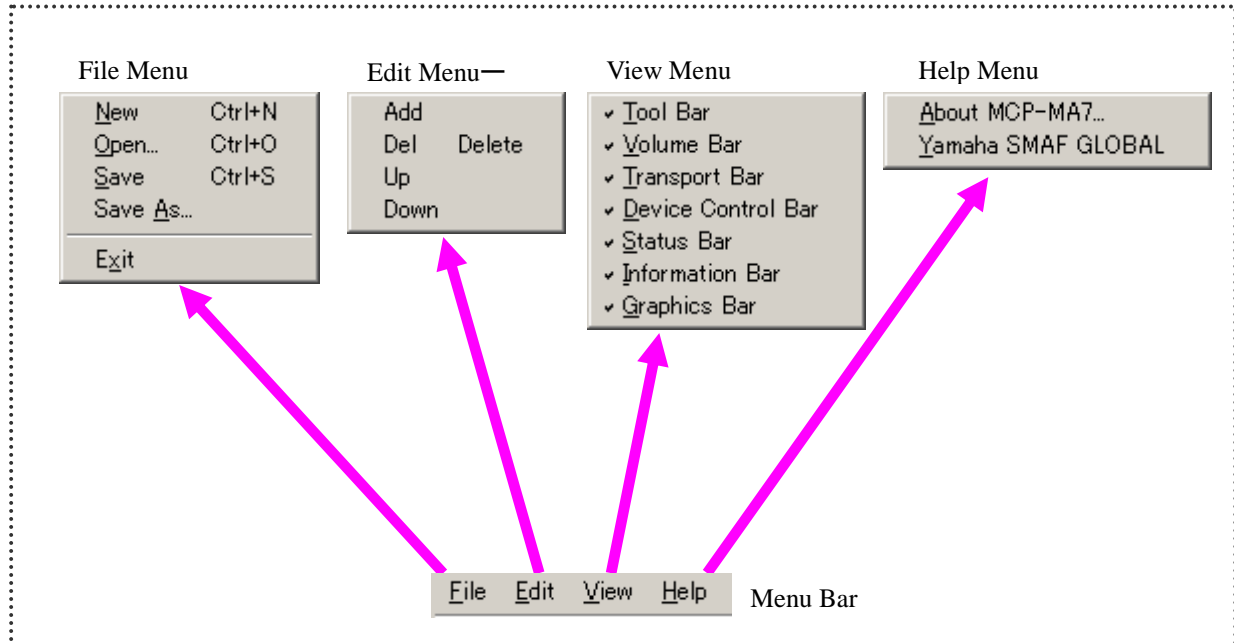 File Menu
New Ctrl+N
Open... Ctrl+O
Save Ctrl+S
Save As...
Exit
Edit Menuー
Add
Del Delete
Up
Down
View Menu
✓ Tool Bar
✓ Volume Bar
✓ Transport Bar
✓ Device Control Bar
✓ Status Bar
✓ Information Bar
✓ Graphics Bar
Help Menu
About MCP-MA7...
Yamaha SMAF GLOBAL
File Edit View Help
Menu Bar